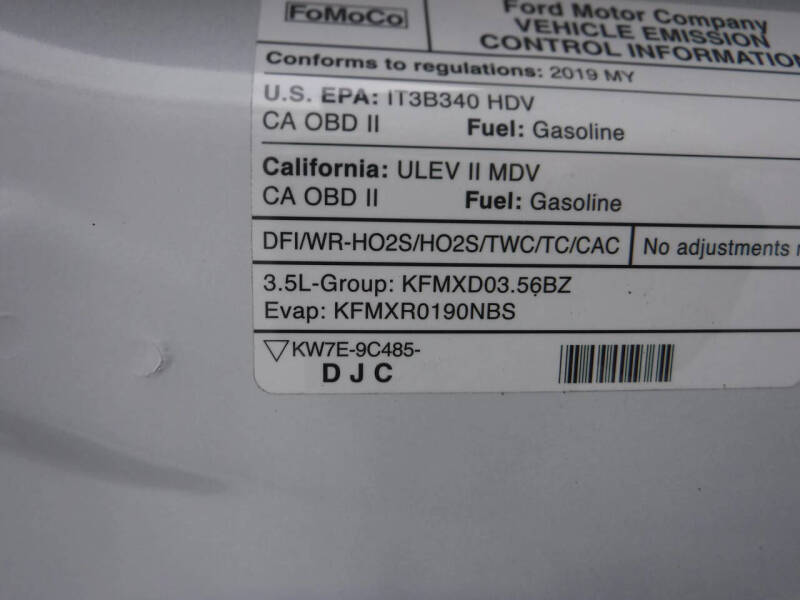 FoMoCo
Ford Motor Company
VEHICLE EMISSION
CONTROL INFORMATION
Conforms to regulations: 2019 MY
U.S. EPA: IT3B340 HDV
CA OBD II Fuel: Gasoline
California: ULEV II MDV
CA OBD II Fuel: Gasoline
DFI/WR-HO2S/HO2S/TWC/TC/CAC No adjustments
3.5L-Group: KFMXD03.56BZ
Evap: KFMXR0190NBS
KW7E-9C485-
D J C